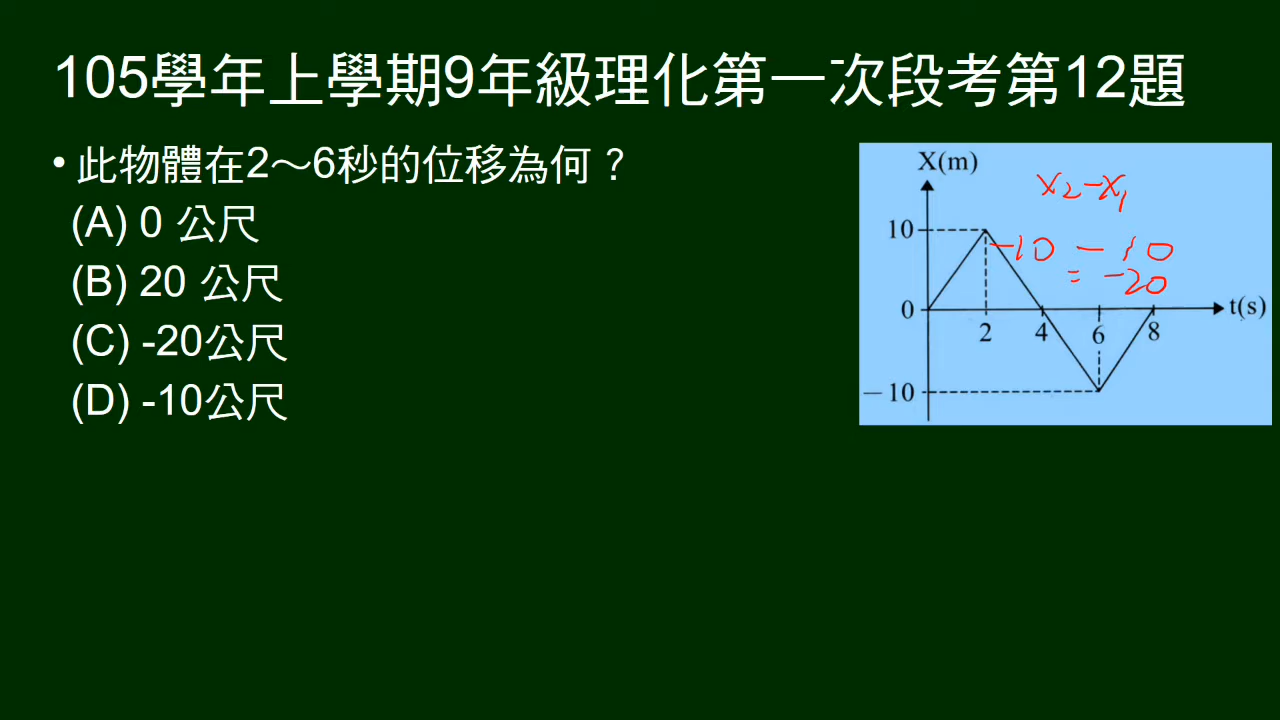 105學年上學期9年級理化第一次段考第12題
• 此物體在2～6秒的位移為何？
(A) 0 公尺
(B) 20 公尺
(C) -20公尺
(D) -10公尺
X(m)
x₂-x₁
10
-10 - 10
= -20
0
t(s)
2 4 6 8
－10